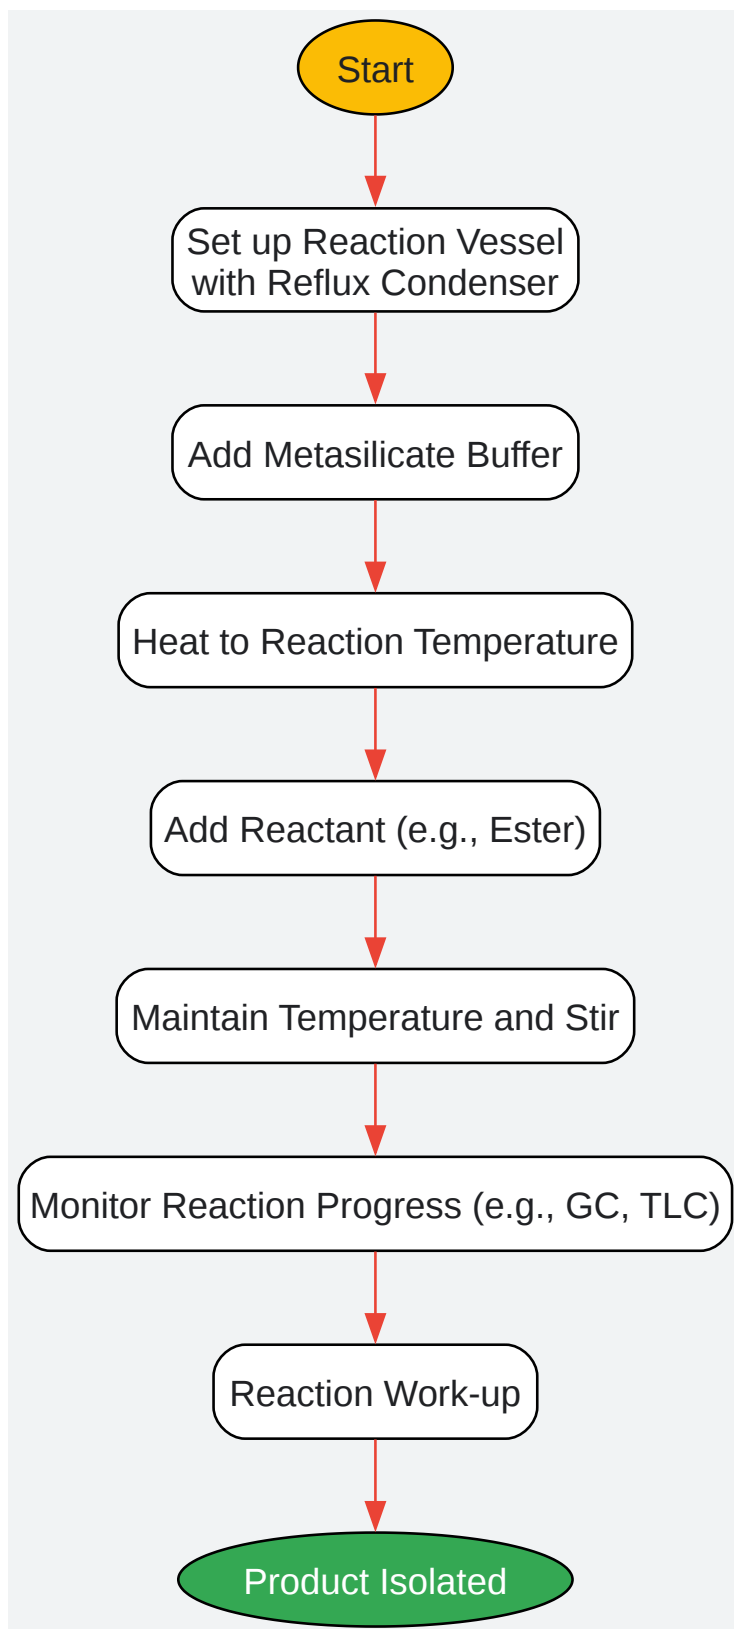 Start
Set up Reaction Vessel
with Reflux Condenser
Add Metasilicate Buffer
Heat to Reaction Temperature
Add Reactant (e.g., Ester)
Maintain Temperature and Stir
Monitor Reaction Progress (e.g., GC, TLC)
Reaction Work-up
Product Isolated